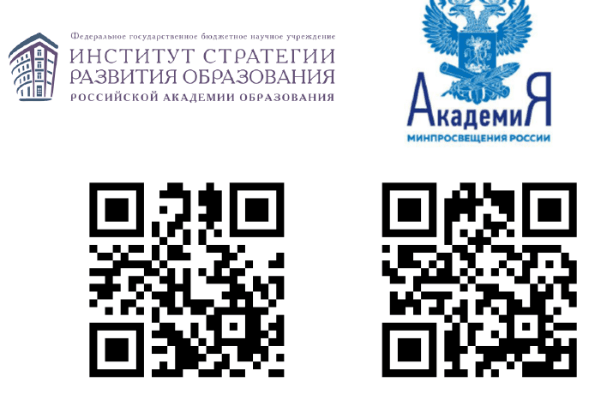 Федеральное государственное бюджетное научное учреждение
ИНСТИТУТ СТРАТЕГИИ
РАЗВИТИЯ ОБРАЗОВАНИЯ
РОССИЙСКОЙ АКАДЕМИИ ОБРАЗОВАНИЯ
АкадемиЯ
МИНПРОСВЕЩЕНИЯ РОССИИ